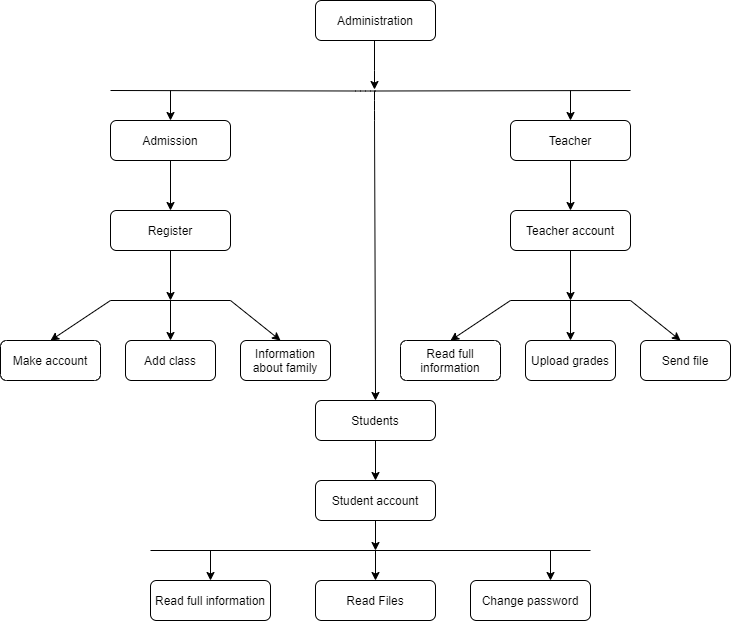 Administration
Admission
Teacher
Register
Teacher account
Make account
Add class
Information
about family
Read full
information
Upload grades
Send file
Students
Student account
Read full information
Read Files
Change password